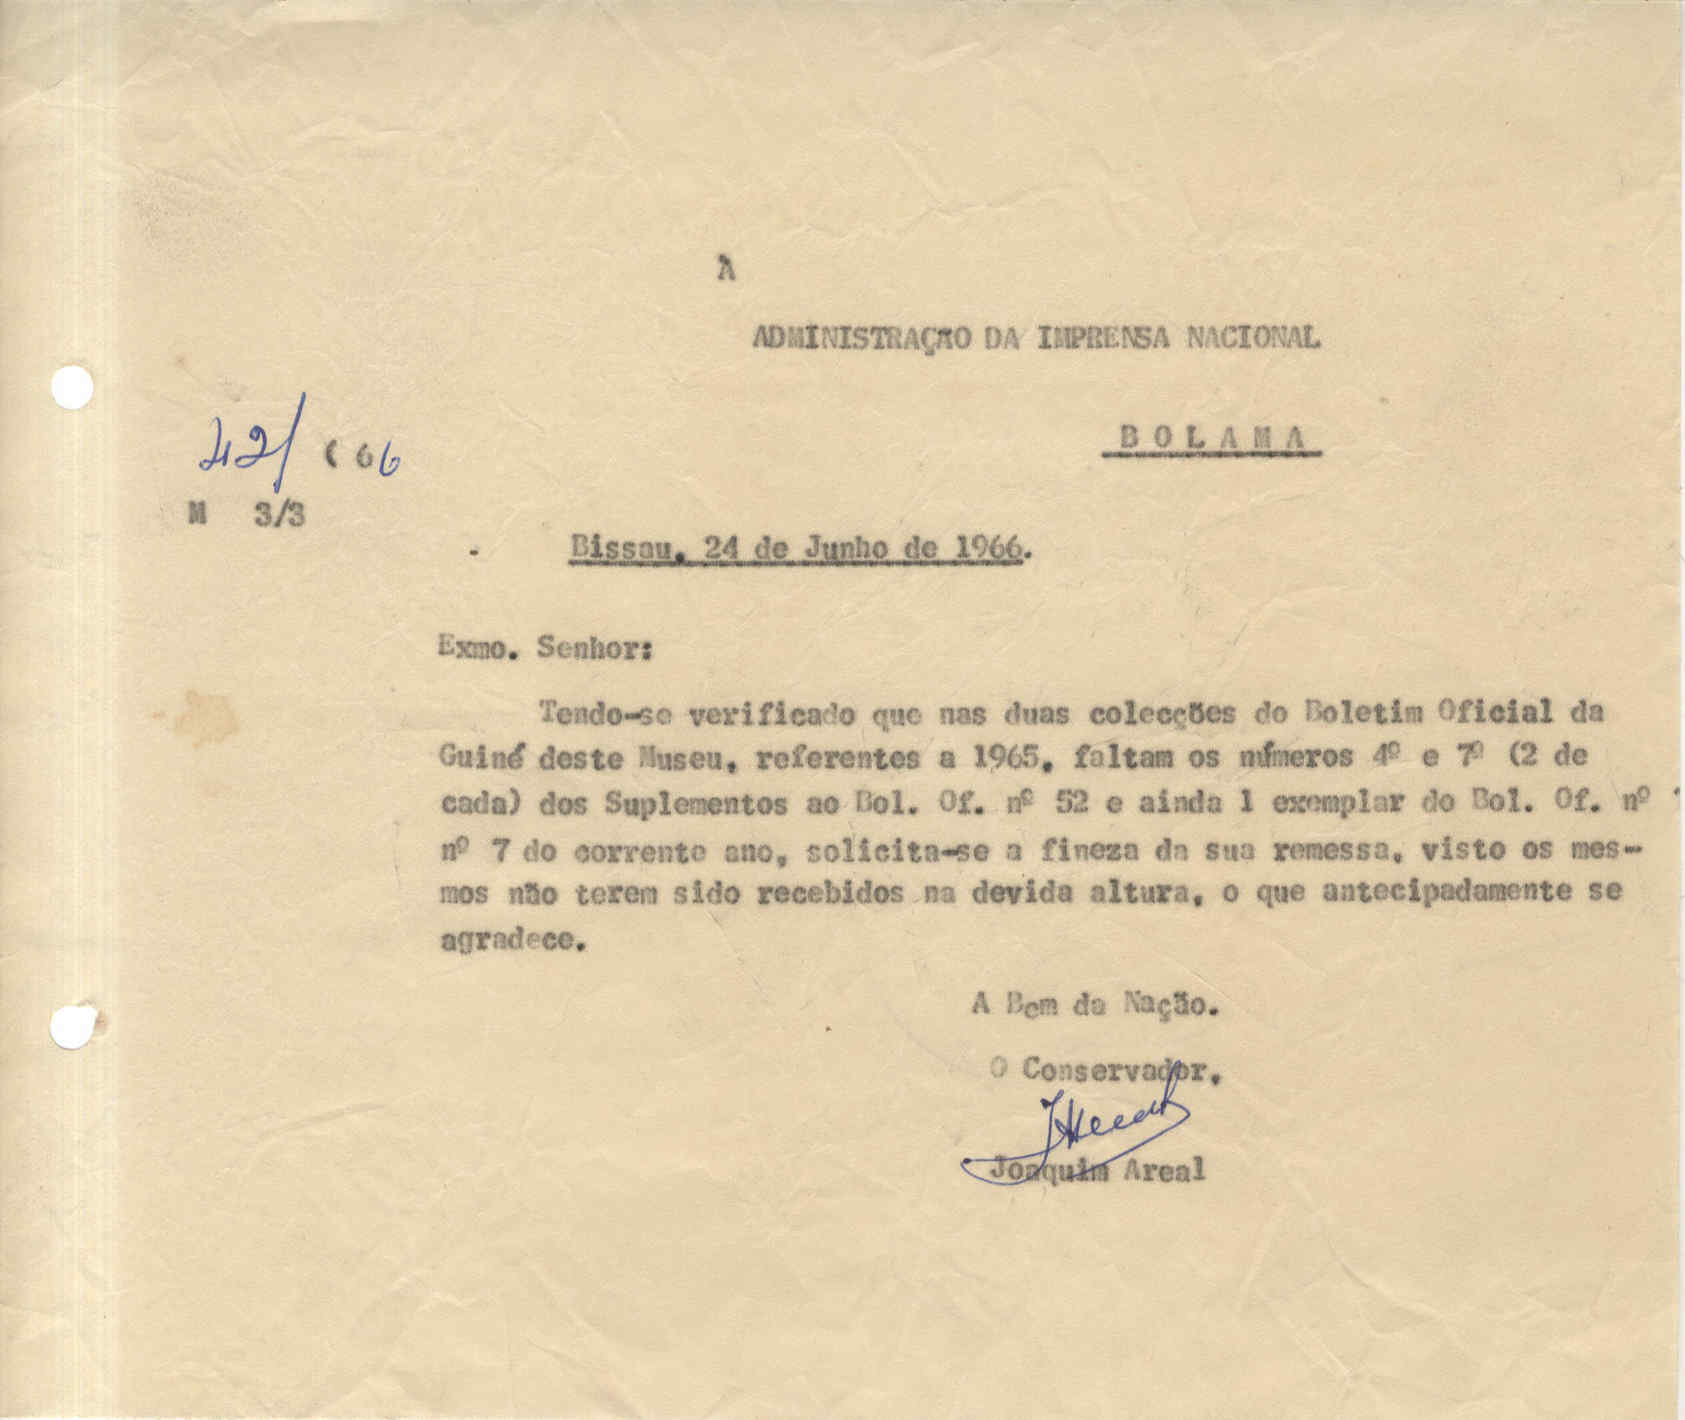 À
ADMINISTRAÇÃO DA IMPRENSA NACIONAL
BOLAMA
42/ 66
M 3/3
Bissau, 24 de Junho de 1966.
Exmo. Senhor:
Tendo-se verificado que nas duas colecções do Boletim Oficial da
Guiné deste Museu, referentes a 1965, faltam os números 4º e 7º (2 de
cada) dos Suplementos ao Bol. Of. nº 52 e ainda 1 exemplar do Bol. Of. nº
nº 7 do corrente ano, solicita-se a fineza da sua remessa, visto os mes-
mos não terem sido recebidos na devida altura, o que antecipadamente se
agradece.
A Bem da Nação.
O Conservador,
Joaquim Areal